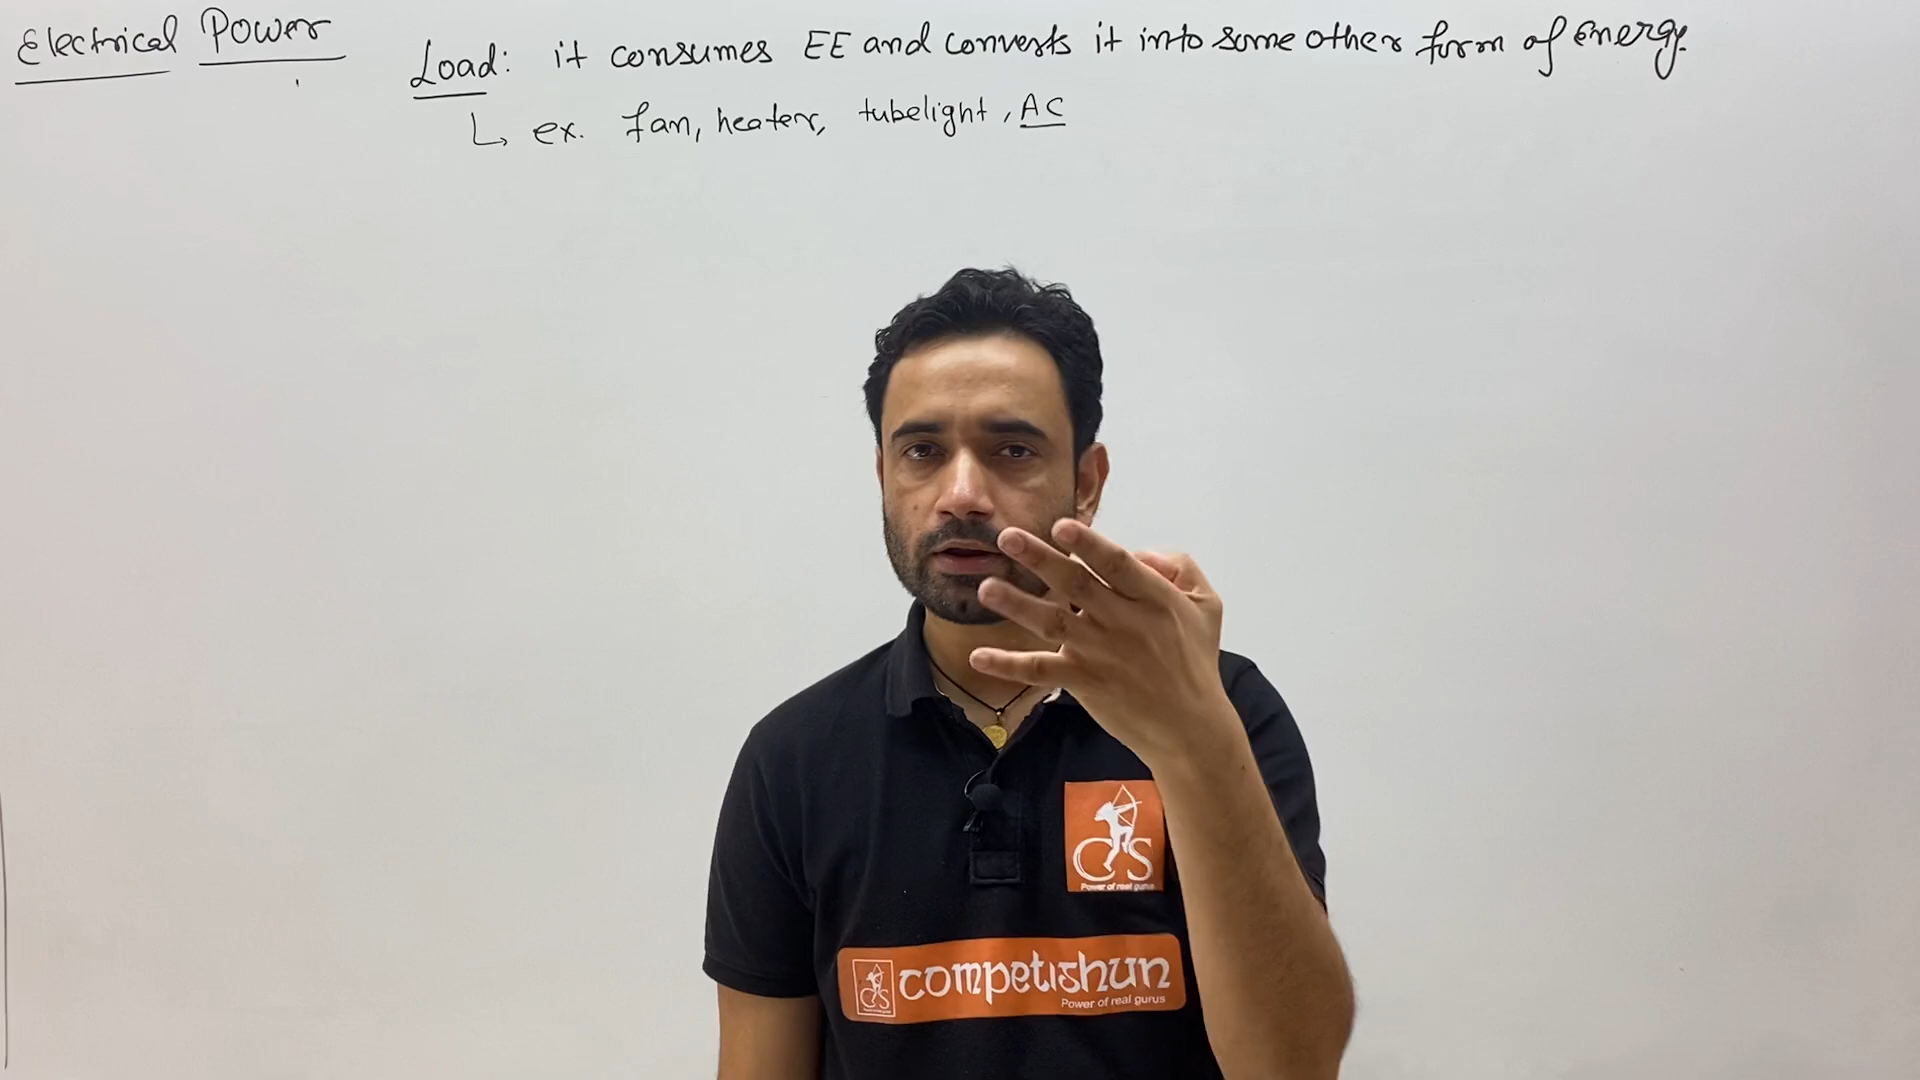 Electrical Power
Load: it consumes EE and converts it into some other form of energy.
↳ ex. fan, heater, tubelight, AC
CS
Power of real gurus
competishun
Power of real gurus